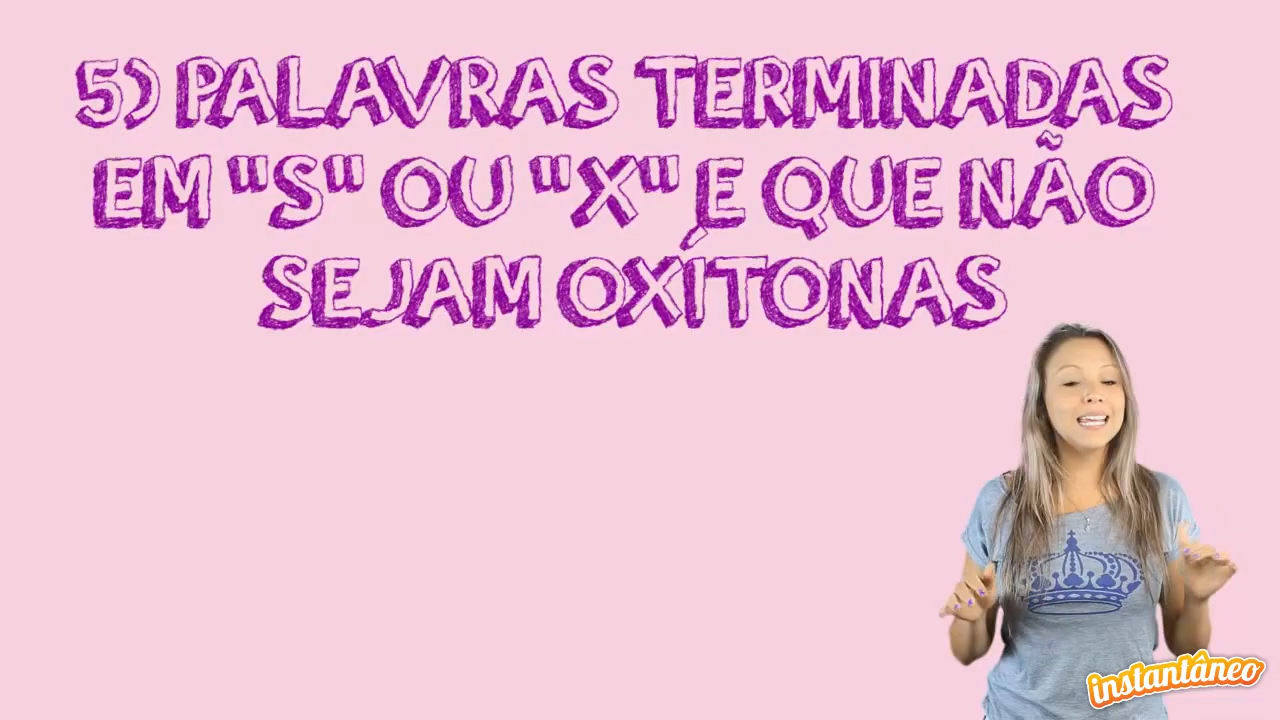 5) PALAVRAS TERMINADAS
EM "S" OU "X" E QUE NÃO
SEJAM OXÍTONAS
instantâneo